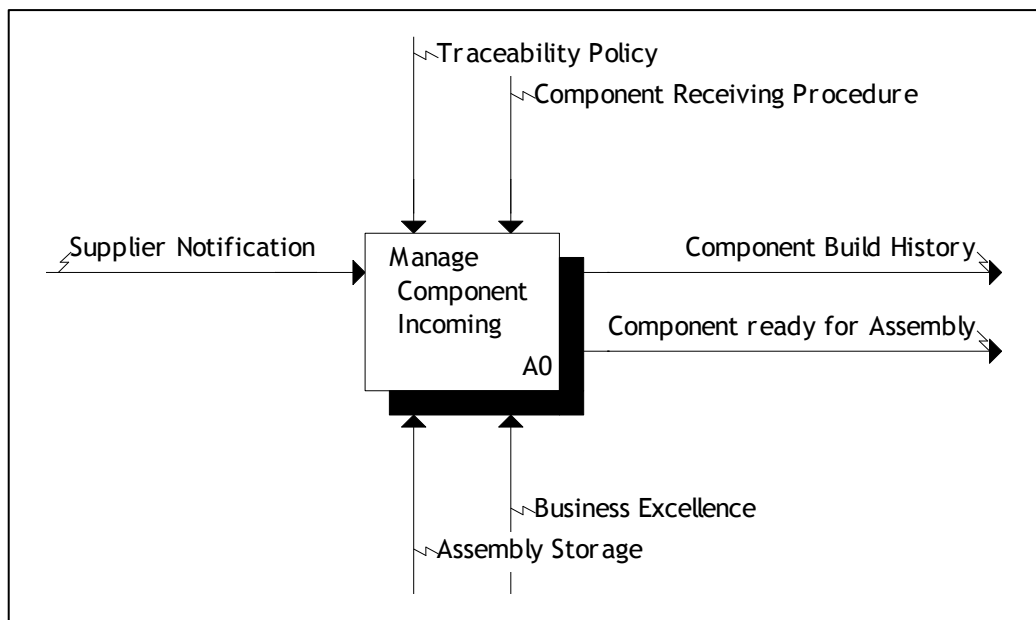 Traceability Policy
Component Receiving Procedure
Supplier Notification
Manage
Component
Incoming
A0
Component Build History
Component ready for Assembly
Business Excellence
Assembly Storage